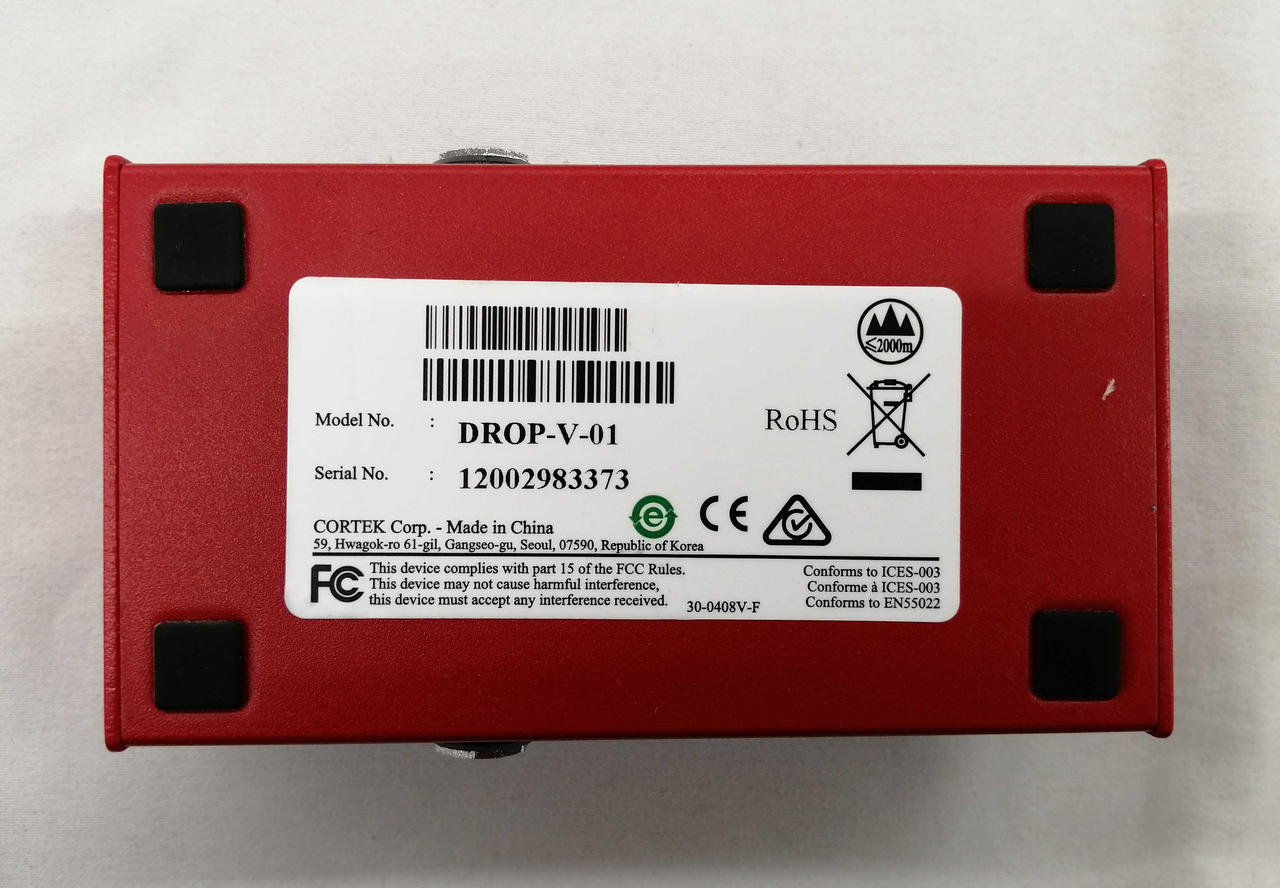 ≤2000m
Model No. : DROP-V-01
RoHS
Serial No. : 12002983373
CORTEK Corp. - Made in China
59, Hwagok-ro 61-gil, Gangseo-gu, Seoul, 07590, Republic of Korea
e
CE
FC
This device complies with part 15 of the FCC Rules.
This device may not cause harmful interference,
this device must accept any interference received.
30-0408V-F
Conforms to ICES-003
Conforme à ICES-003
Conforms to EN55022